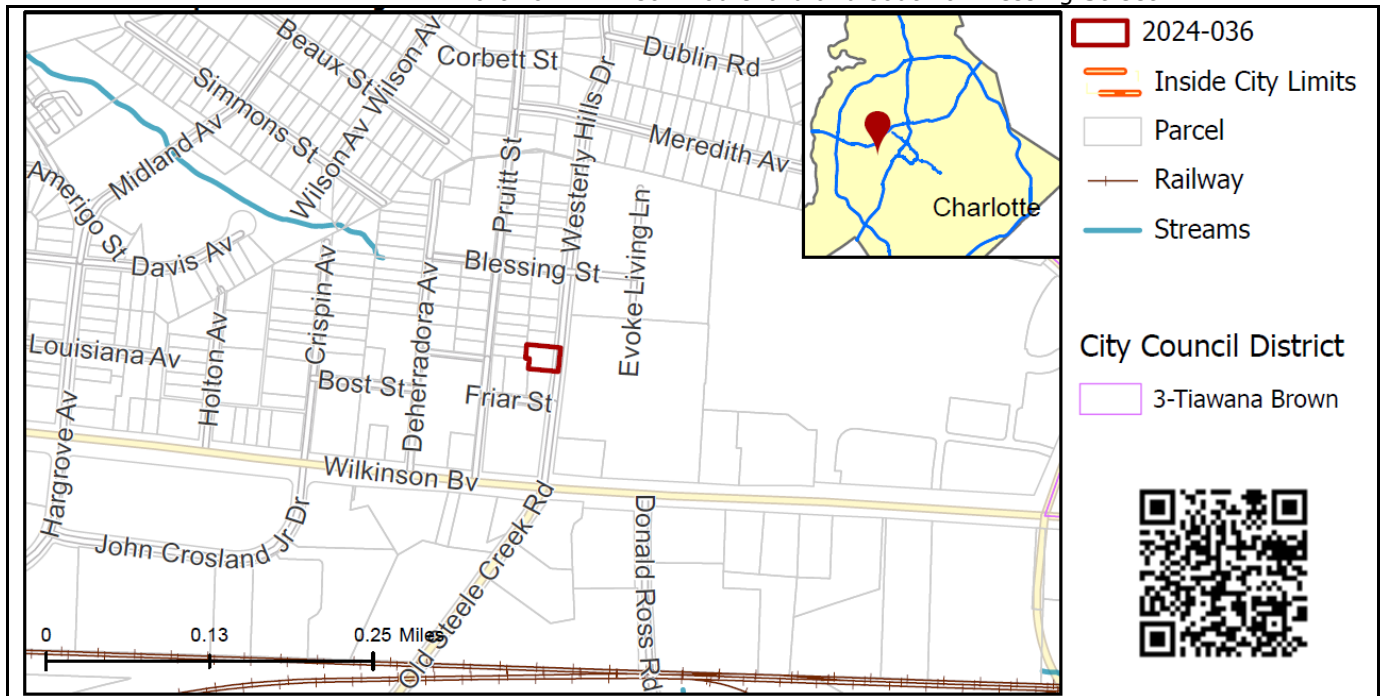 Beaux St
Wilson Av
Corbett St
Dublin Rd
Simmons St
Wilson Av
Westerly Hills Dr
Meredith Av
Midland Av
Pruitt St
Amerigo St
Wilson Av
Davis Av
Blessing St
Evoke Living Ln
Crispin Av
Deherradora Av
Holton Av
Louisiana Av
Bost St
Friar St
Hargrove Av
Wilkinson Bv
John Crosland Jr Dr
Old Steele Creek Rd
Donald Ross Rd
0 0.13 0.25 Miles
Charlotte
2024-036
Inside City Limits
Parcel
Railway
Streams
City Council District
3-Tiawana Brown